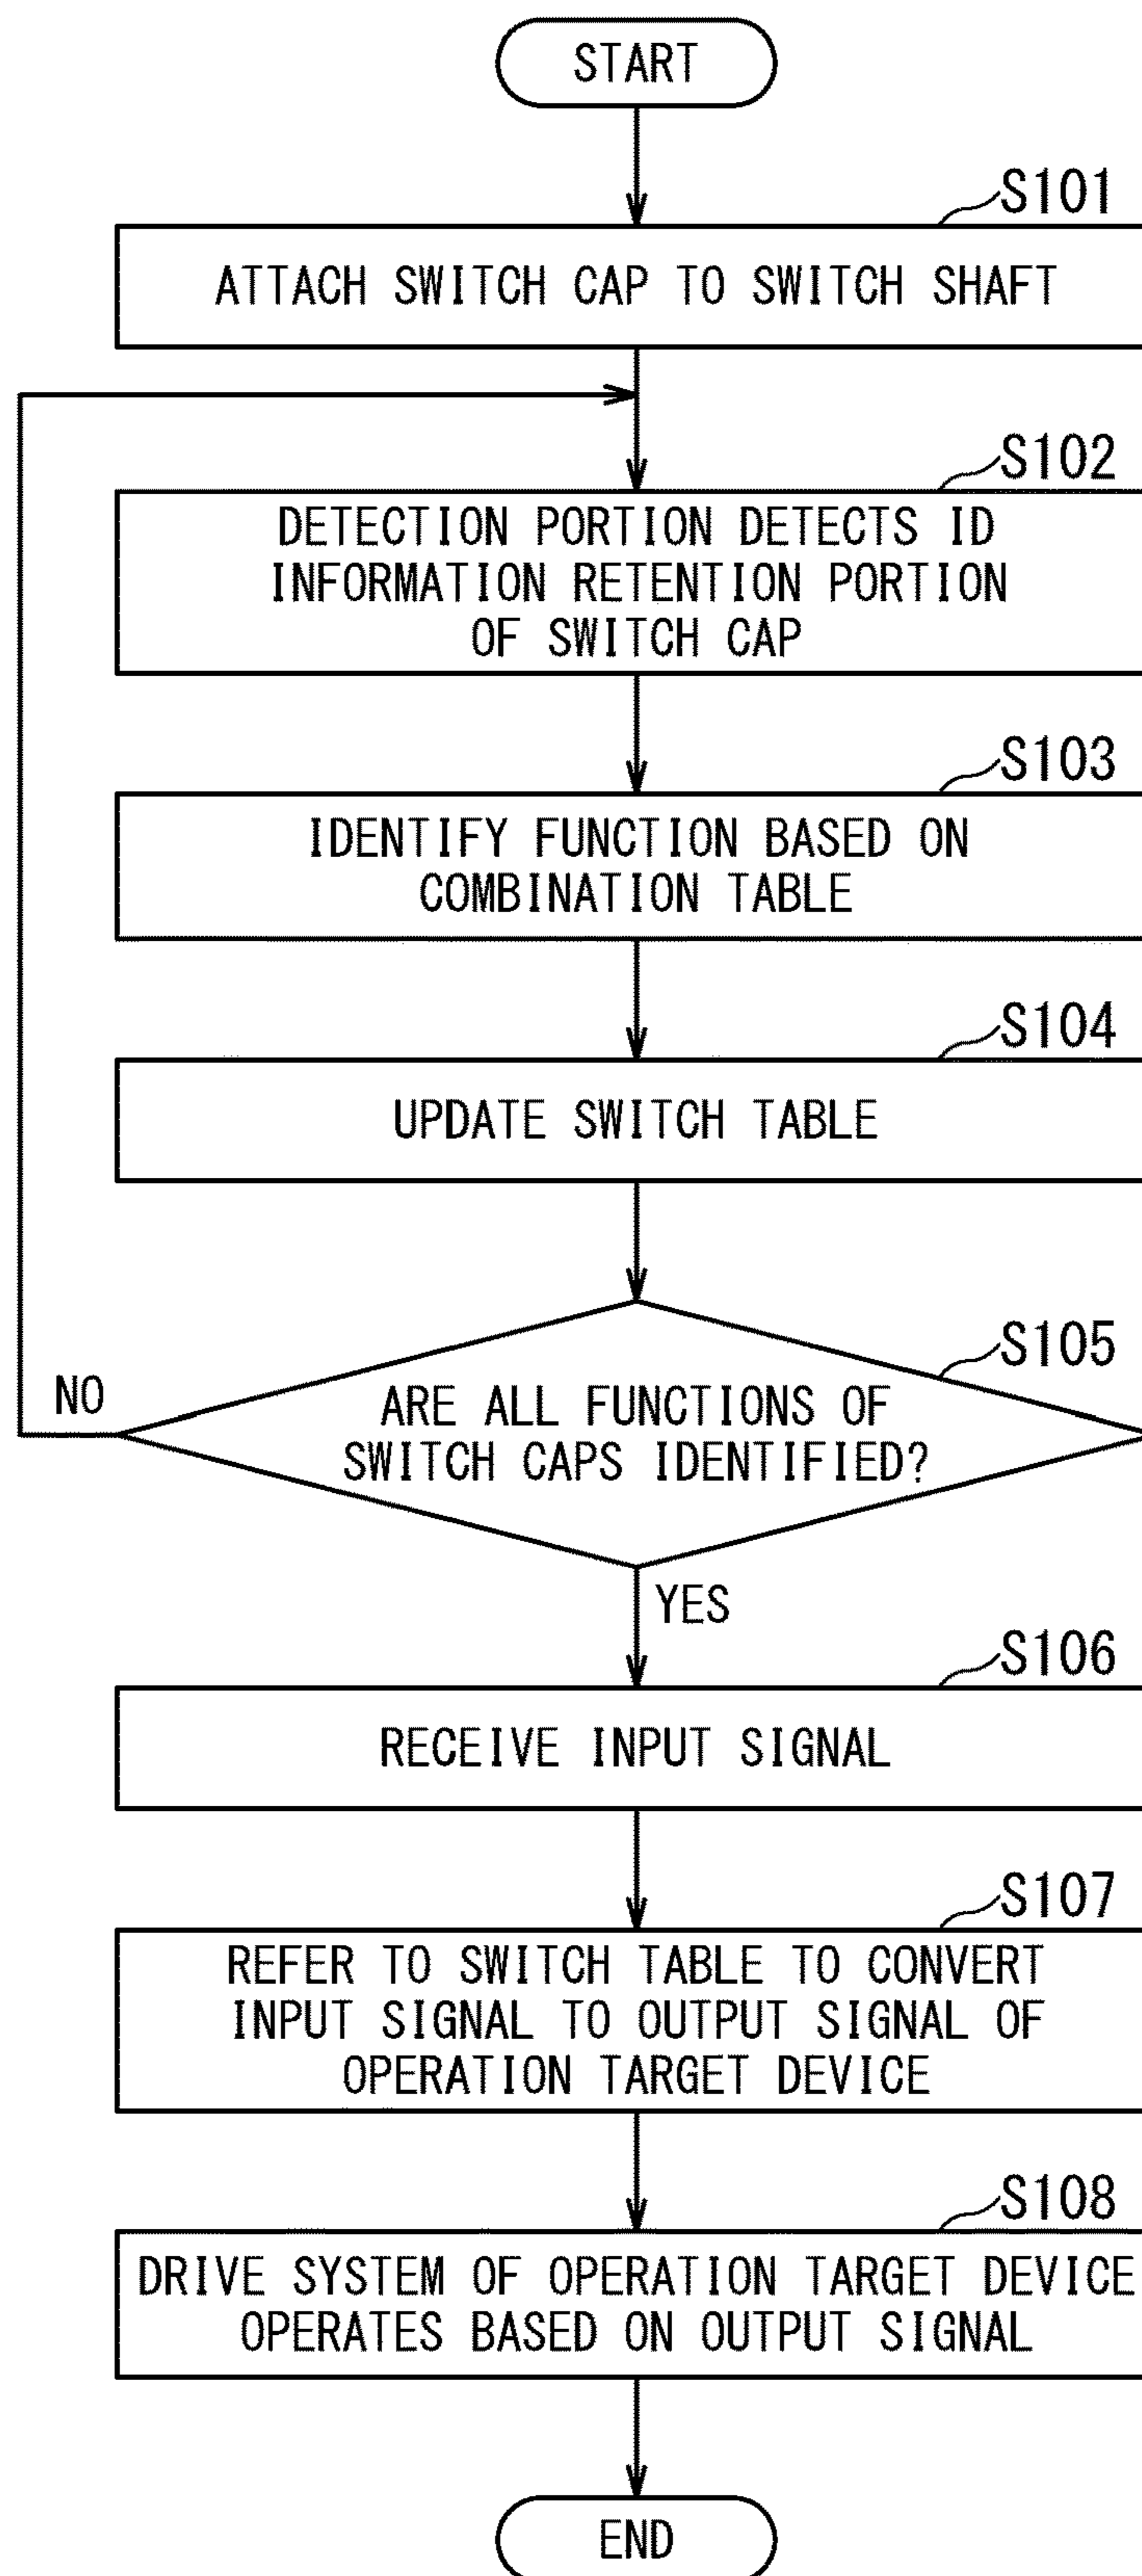 START
S101
ATTACH SWITCH CAP TO SWITCH SHAFT
S102
DETECTION PORTION DETECTS ID
INFORMATION RETENTION PORTION
OF SWITCH CAP
S103
IDENTIFY FUNCTION BASED ON
COMBINATION TABLE
S104
UPDATE SWITCH TABLE
S105
NO
ARE ALL FUNCTIONS OF
SWITCH CAPS IDENTIFIED?
YES
S106
RECEIVE INPUT SIGNAL
S107
REFER TO SWITCH TABLE TO CONVERT
INPUT SIGNAL TO OUTPUT SIGNAL OF
OPERATION TARGET DEVICE
S108
DRIVE SYSTEM OF OPERATION TARGET DEVICE
OPERATES BASED ON OUTPUT SIGNAL
END